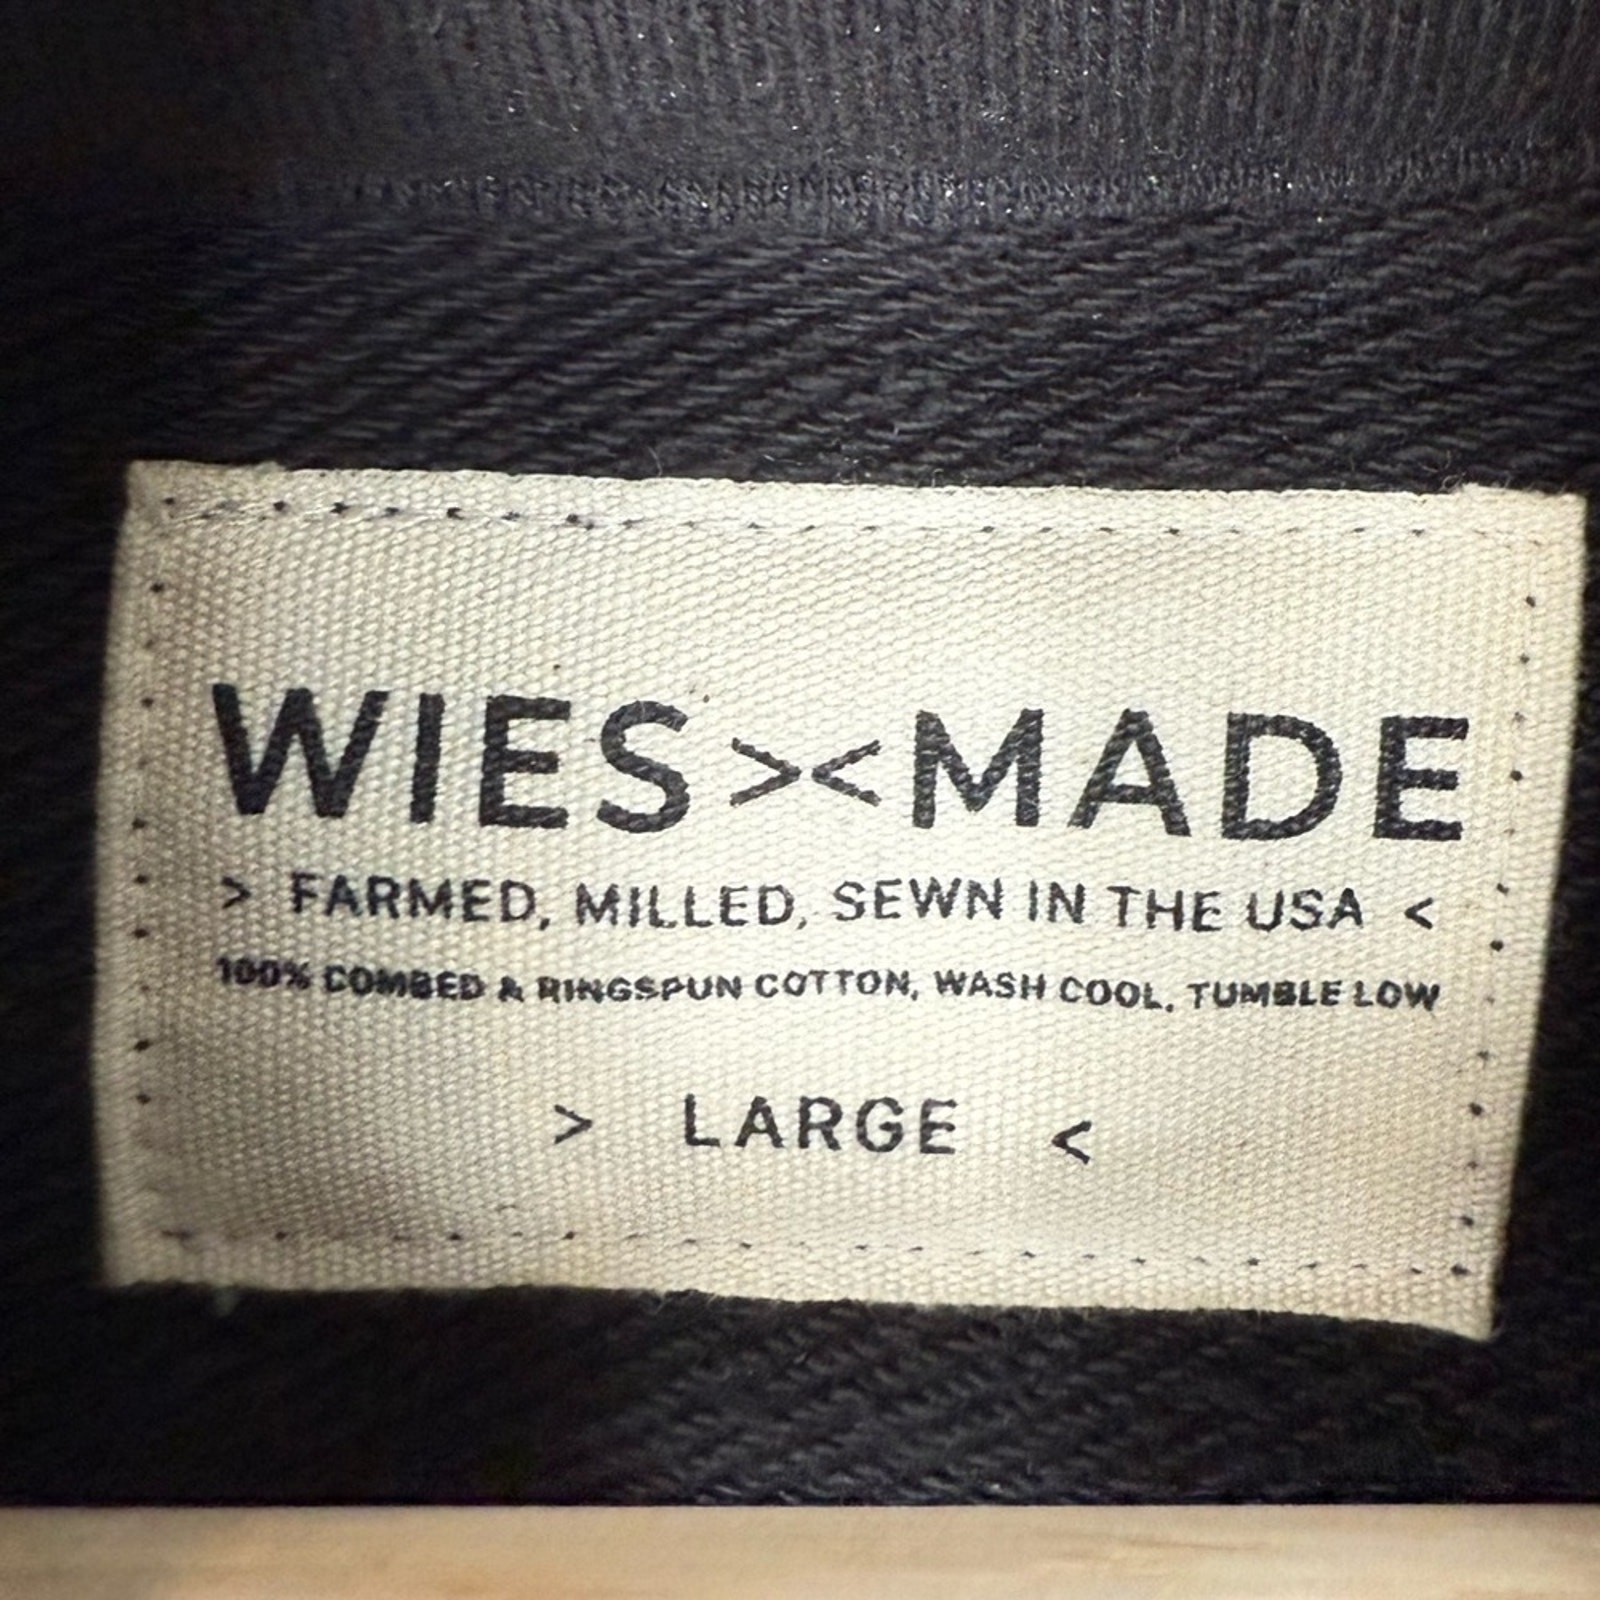 WIES><MADE
> FARMED, MILLED, SEWN IN THE USA <
100% COMBED & RINGSPUN COTTON, WASH COOL, TUMBLE LOW
> LARGE <